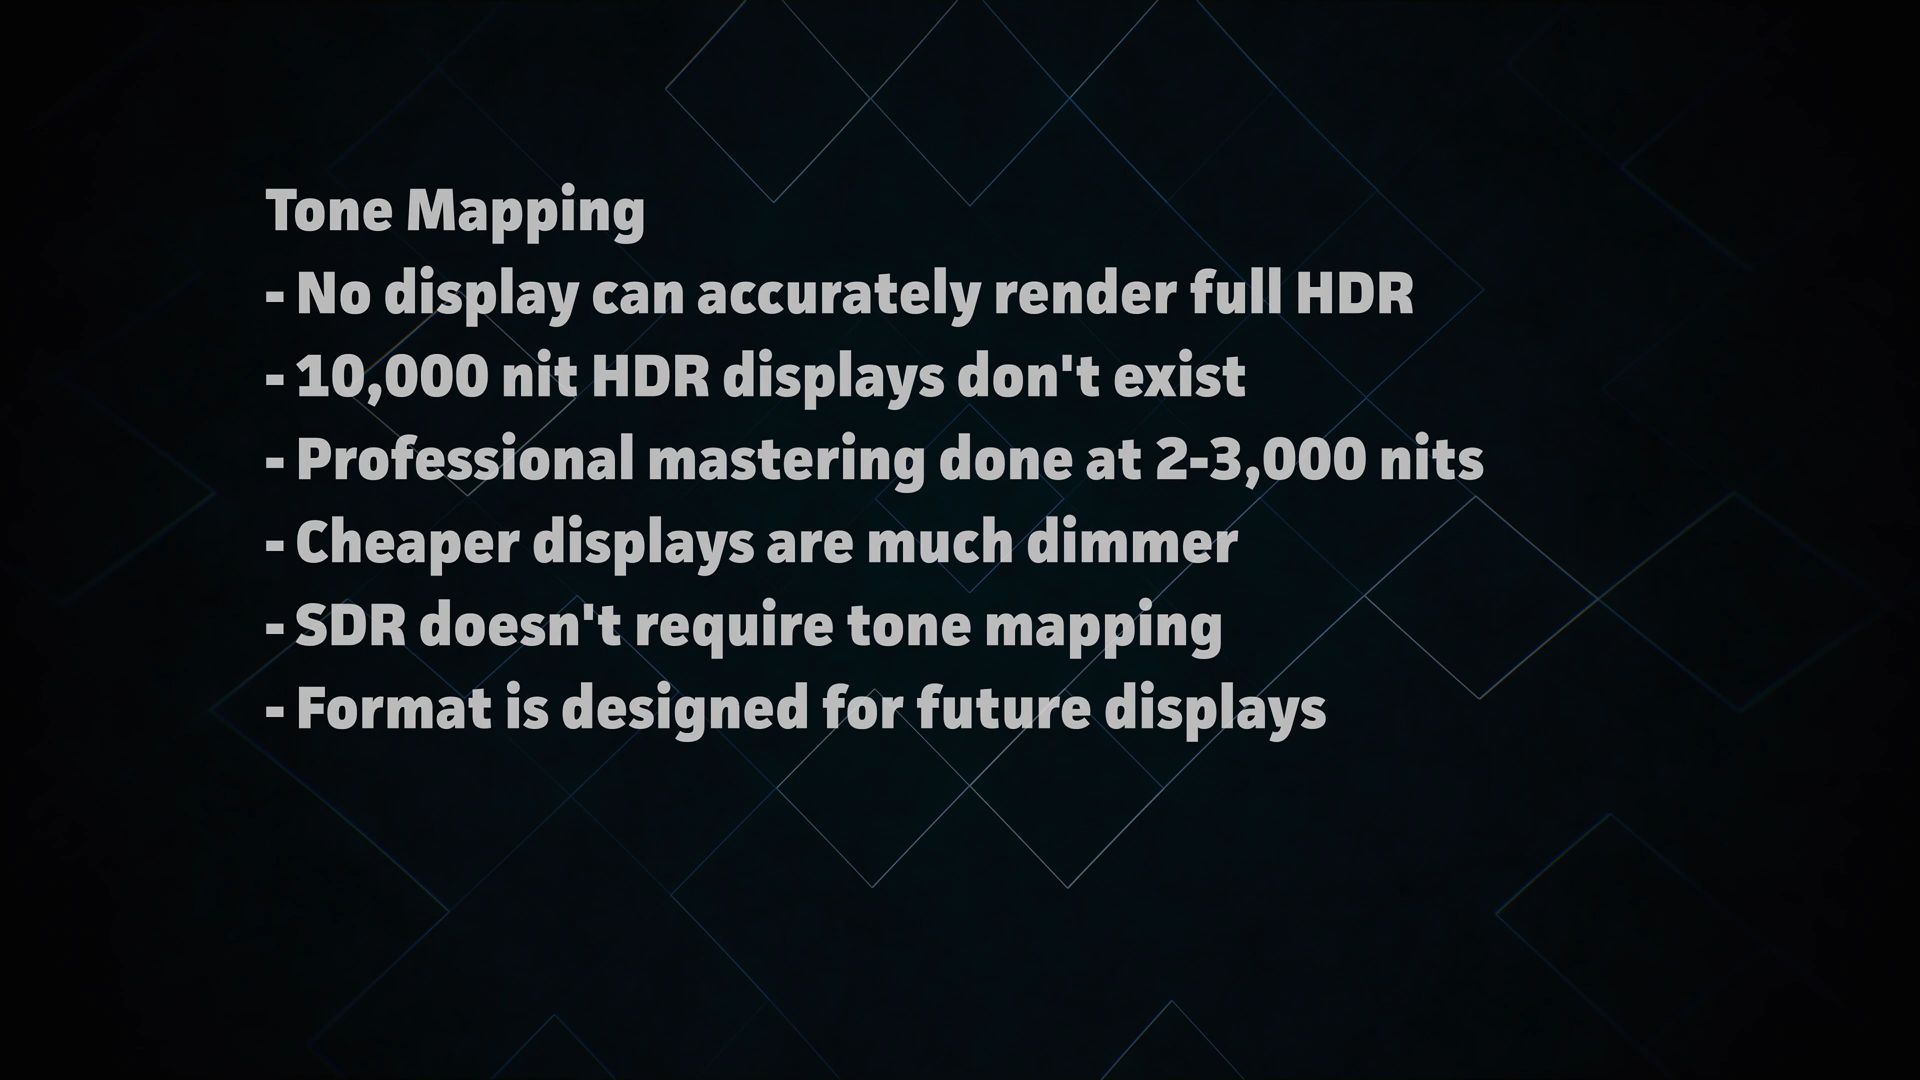 Tone Mapping
- No display can accurately render full HDR
- 10,000 nit HDR displays don't exist
- Professional mastering done at 2-3,000 nits
- Cheaper displays are much dimmer
- SDR doesn't require tone mapping
- Format is designed for future displays